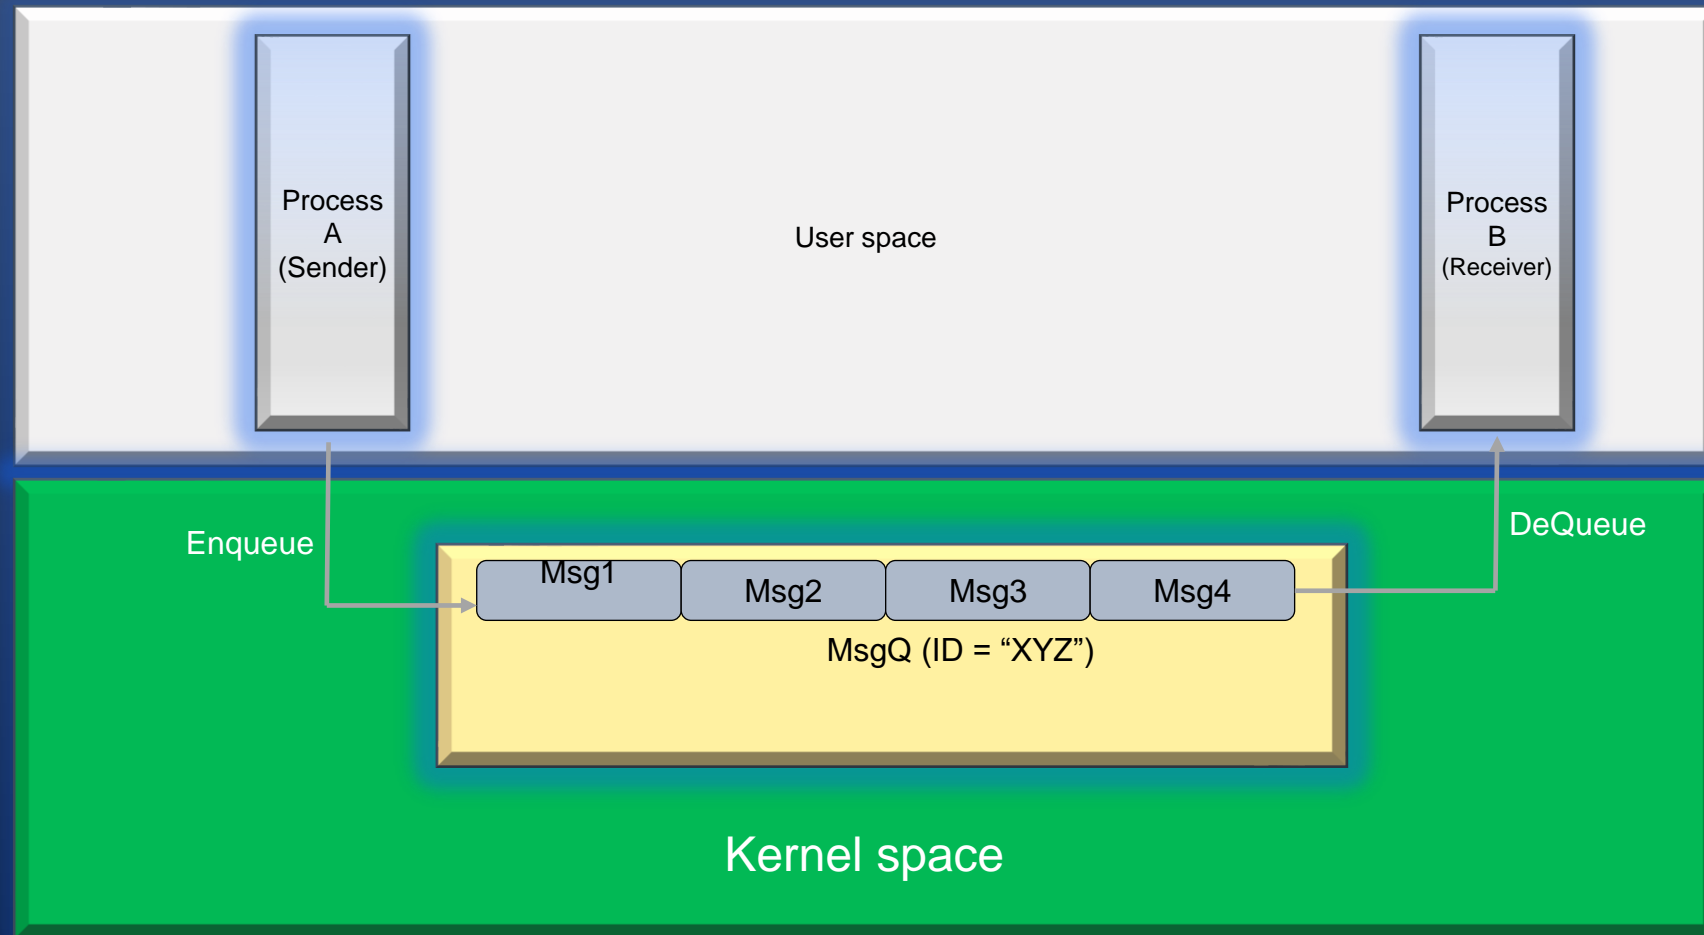 Process
A
(Sender)
User space
Process
B
(Receiver)
Enqueue
DeQueue
Msg1
Msg2
Msg3
Msg4
MsgQ (ID = “XYZ”)
Kernel space